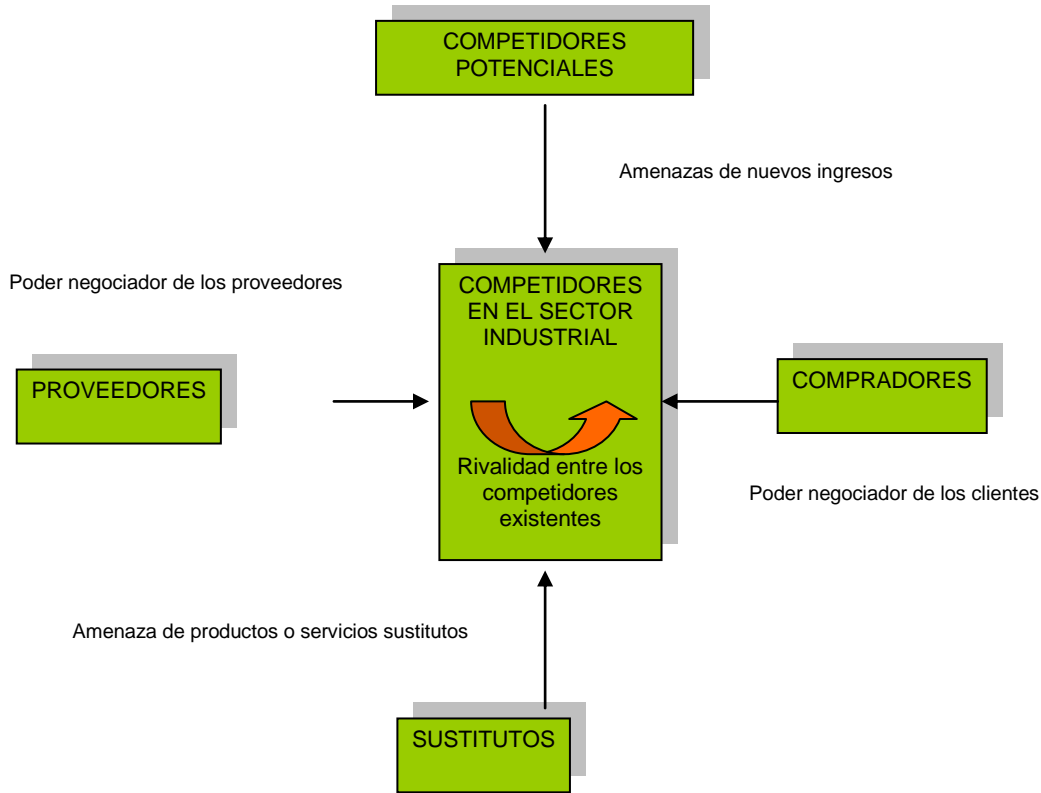 COMPETIDORES
POTENCIALES
Amenazas de nuevos ingresos
Poder negociador de los proveedores
COMPETIDORES
EN EL SECTOR
INDUSTRIAL
PROVEEDORES
COMPRADORES
Rivalidad entre los
competidores
existentes
Poder negociador de los clientes
Amenaza de productos o servicios sustitutos
SUSTITUTOS